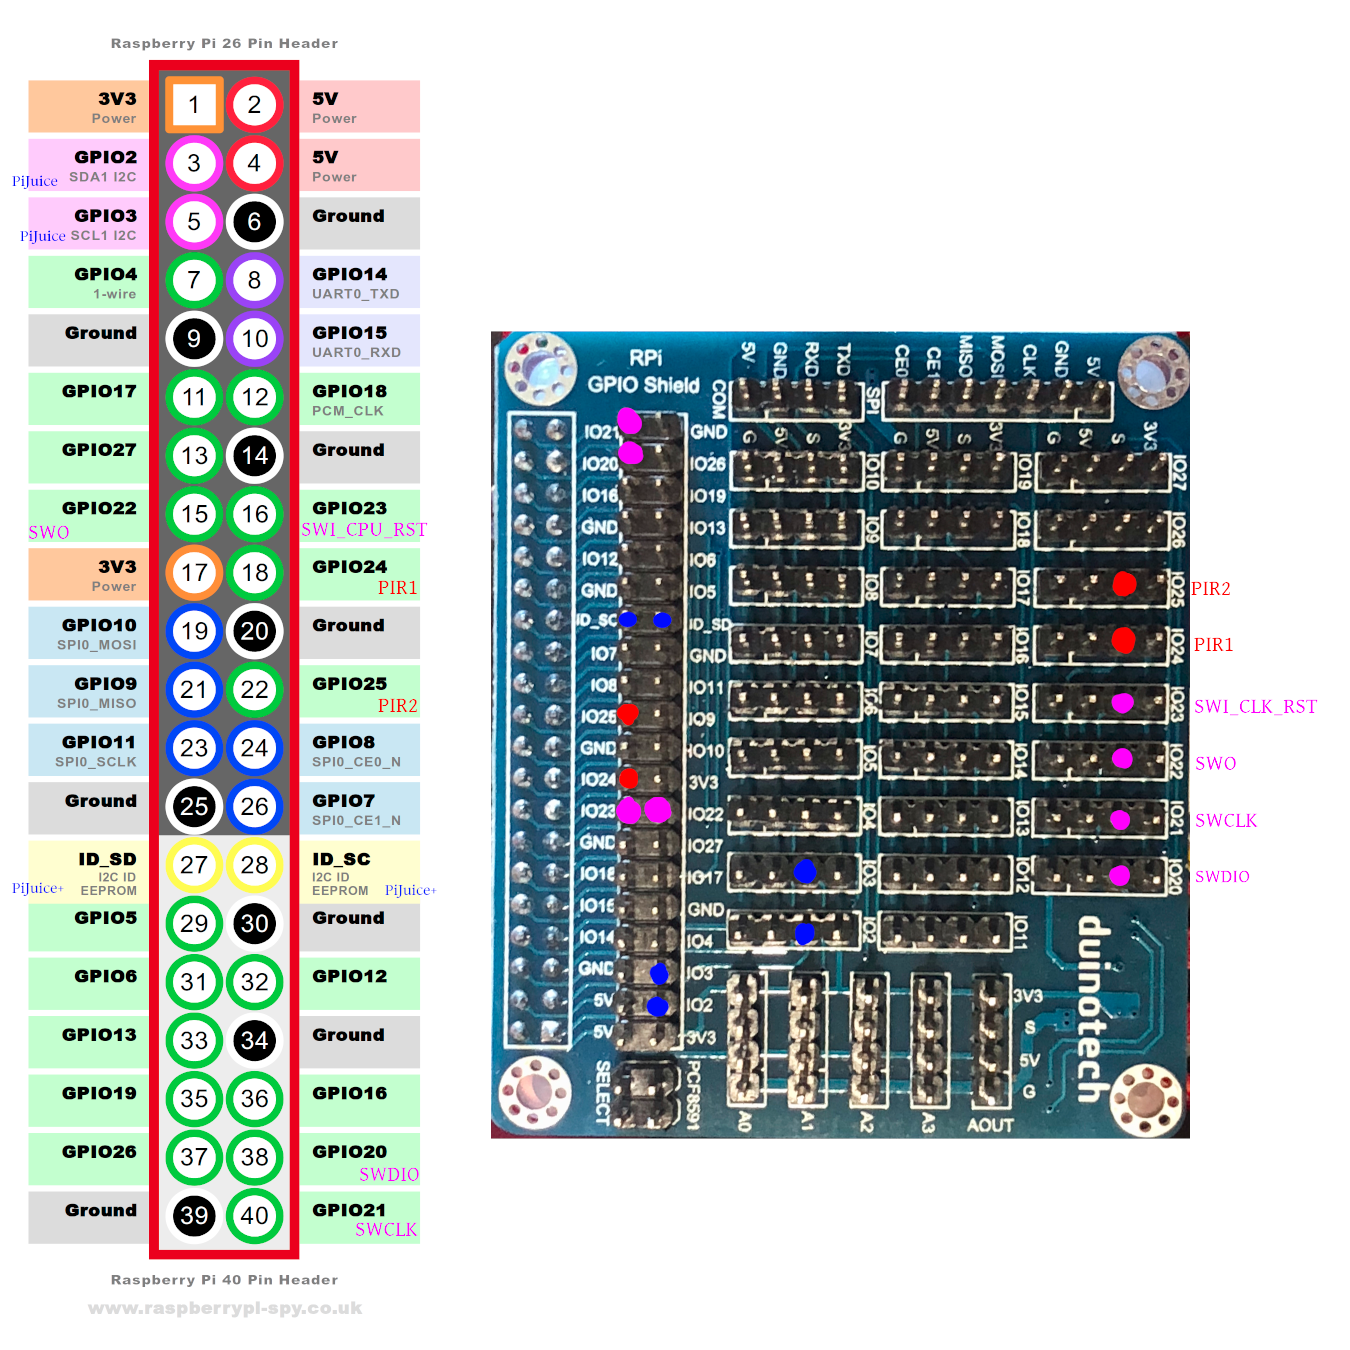 Raspberry Pi 26 Pin Header
3V3
Power
1
2
5V
Power
GPIO2
SDA1 I2C
PiJuice
3
4
5V
Power
GPIO3
PiJuice SCL1 I2C
5
6
Ground
GPIO4
1-wire
7
8
GPIO14
UART0_TXD
Ground
9
10
GPIO15
UART0_RXD
GPIO17
11
12
GPIO18
PCM_CLK
GPIO27
13
14
Ground
GPIO22
SWO
15
16
GPIO23
SWI_CPU_RST
3V3
Power
17
18
GPIO24
PIR1
GPIO10
SPI0_MOSI
19
20
Ground
GPIO9
SPI0_MISO
21
22
GPIO25
PIR2
GPIO11
SPI0_SCLK
23
24
GPIO8
SPI0_CE0_N
Ground
25
26
GPIO7
SPI0_CE1_N
ID_SD
I2C ID
EEPROM
PiJuice+
27
28
ID_SC
I2C ID
EEPROM
PiJuice+
GPIO5
29
30
Ground
GPIO6
31
32
GPIO12
GPIO13
33
34
Ground
GPIO19
35
36
GPIO16
GPIO26
37
38
GPIO20
SWDIO
Ground
39
40
GPIO21
SWCLK
Raspberry Pi 40 Pin Header
www.raspberrypi-spy.co.uk
RPi
GPIO Shield
5V GND RXD TXD
COM
CE0 CE1 MISO MOSI CLK GND 5V
SPI
G 5V S 3V3
G 5V S 3V3
G 5V S 3V3
IO21 GND
IO20 IO26
IO16 IO19
GND IO13
IO12 IO6
GND IO5
ID_SC ID_SD
IO7 GND
IO8 IO11
IO25 IO9
GND IO10
IO24 3V3
IO23 IO22
GND IO27
IO18 IO17
IO15 GND
IO14 IO4
GND IO3
5V IO2
5V 3V3
SELECT
PCF8591
IO10 IO19 IO27
IO9 IO18 IO26
IO8 IO17 IO25 PIR2
IO7 IO16 IO24 PIR1
IO6 IO15 IO23 SWI_CLK_RST
IO5 IO14 IO22 SWO
IO4 IO13 IO21 SWCLK
IO3 IO12 IO20 SWDIO
IO2 IO11
duinotech
3V3
S
5V
G
A0 A1 A2 A3 AOUT